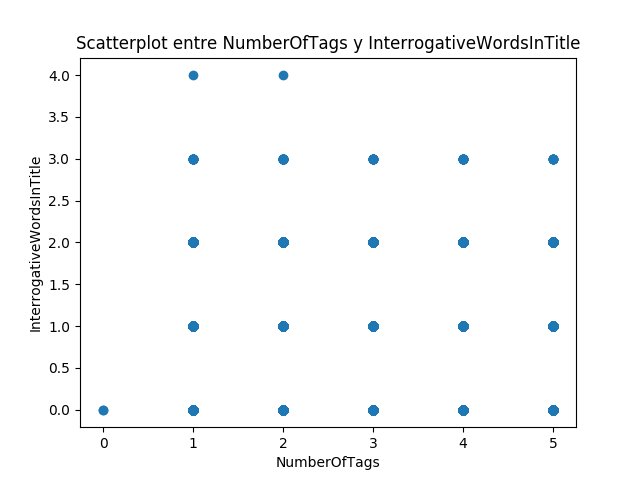 Scatterplot entre NumberOfTags y InterrogativeWordsInTitle
4.0
3.5
3.0
2.5
2.0
1.5
1.0
0.5
0.0
InterrogativeWordsInTitle
0 1 2 3 4 5
NumberOfTags